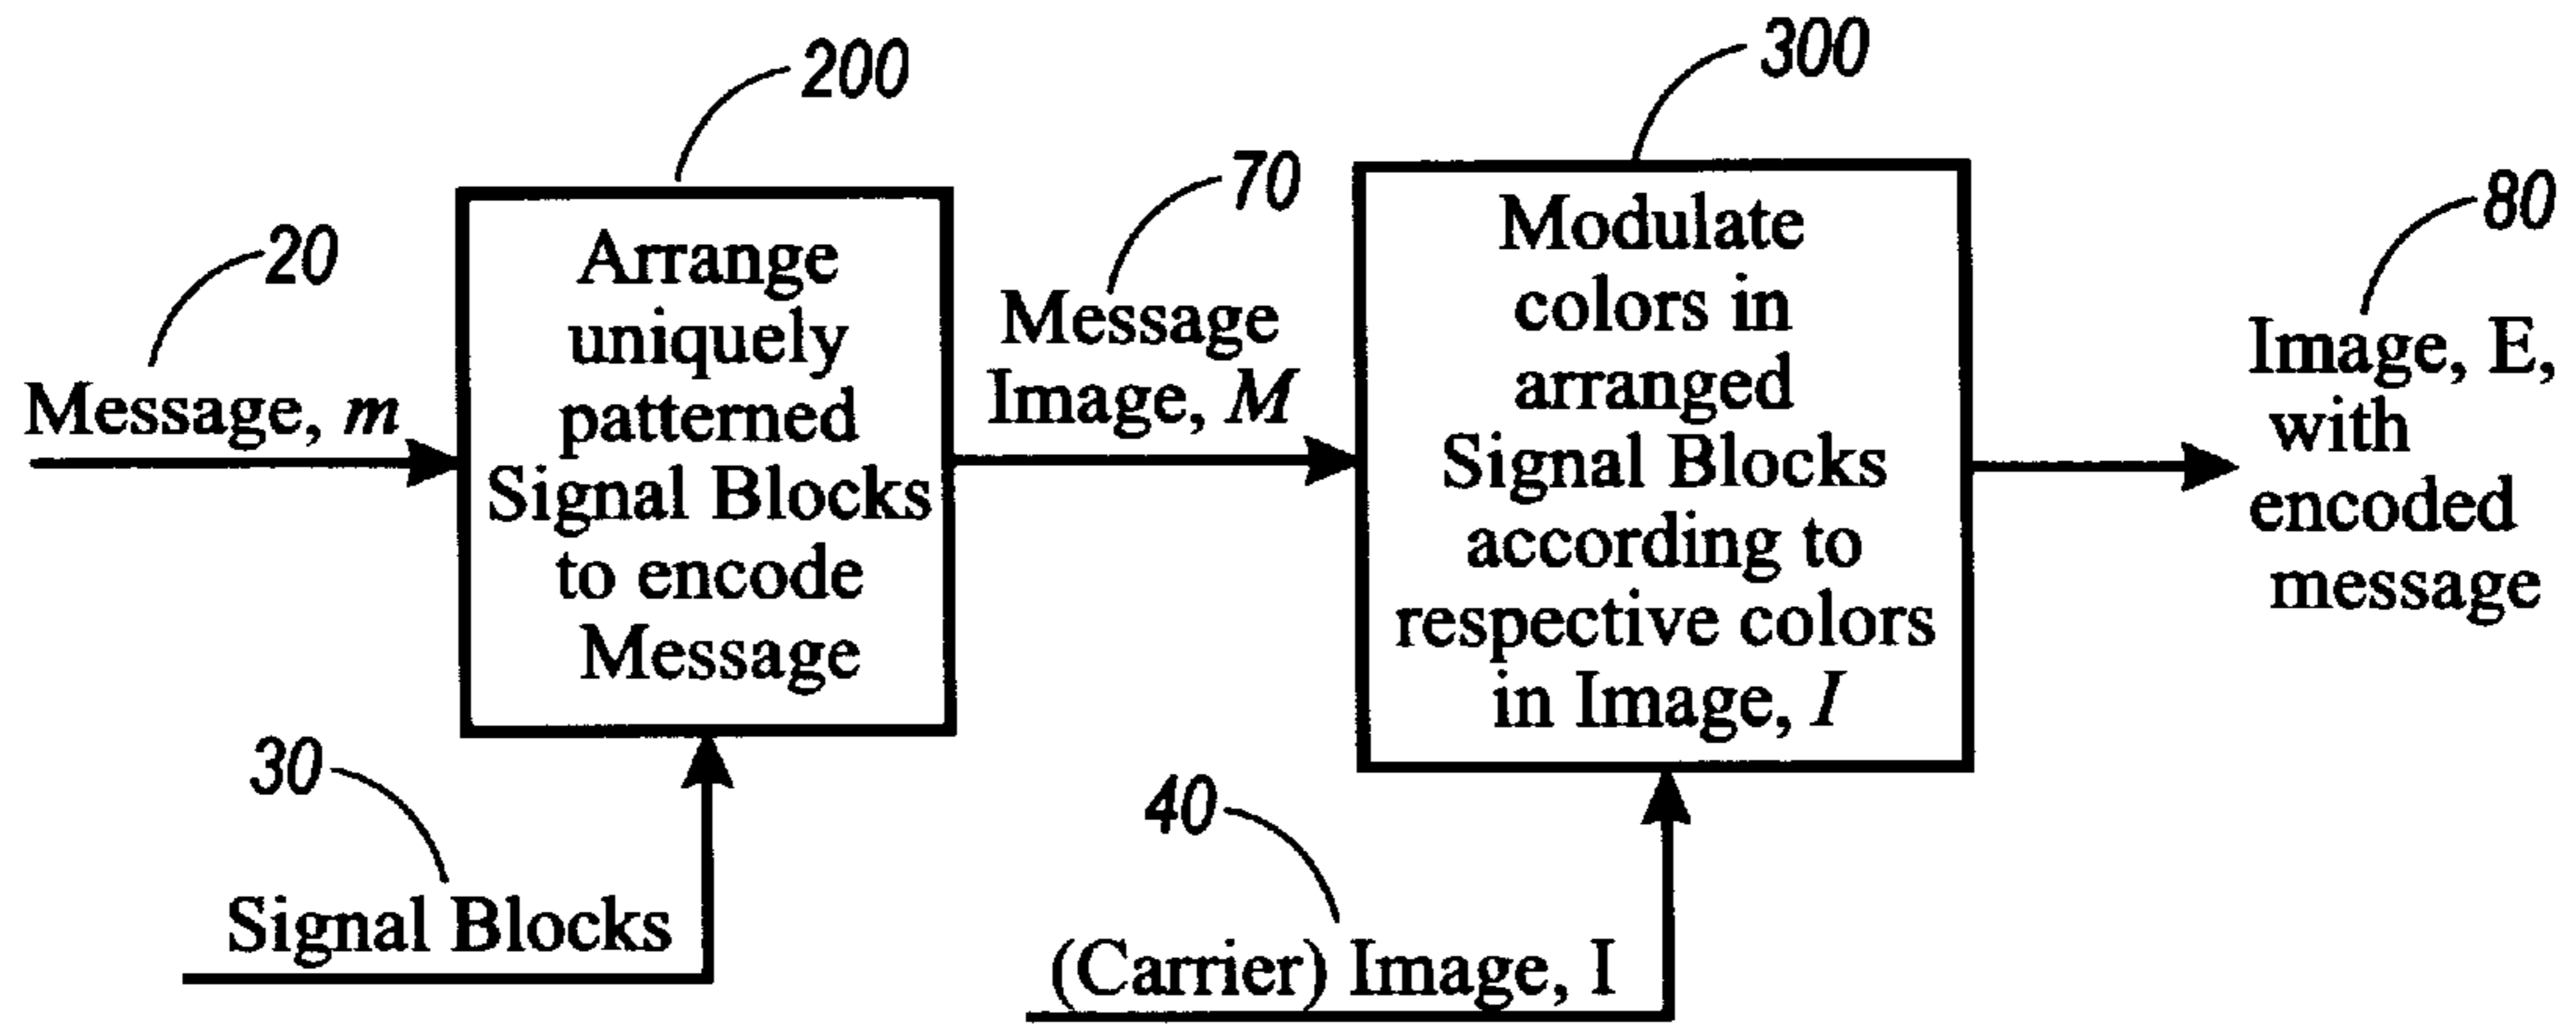 200
300
70
80
20
Message, m
Arrange
uniquely
patterned
Signal Blocks
to encode
Message
Message
Image, M
Modulate
colors in
arranged
Signal Blocks
according to
respective colors
in Image, I
Image, E,
with
encoded
message
30
Signal Blocks
40
(Carrier) Image, I